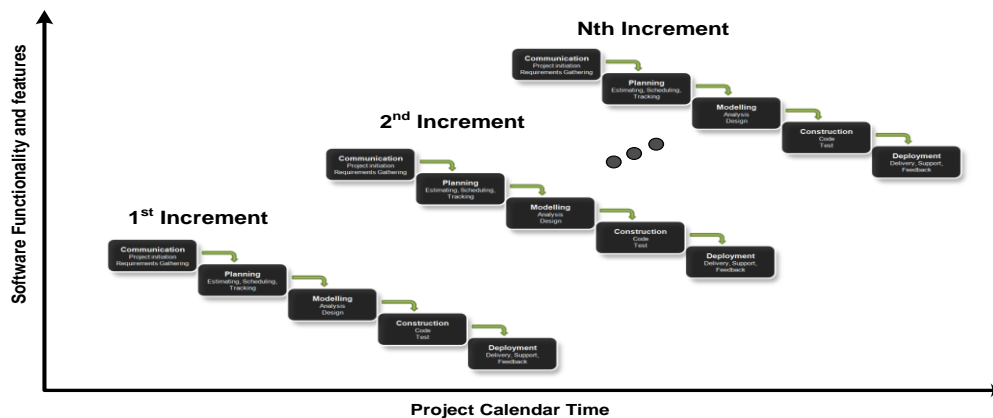 Software Functionality and features
Nth Increment
Communication
Project initiation
Requirements Gathering
Planning
Estimating, Scheduling,
Tracking
Modelling
Analysis
Design
Construction
Code
Test
Deployment
Delivery, Support,
Feedback
2nd Increment
Communication
Project initiation
Requirements Gathering
Planning
Estimating, Scheduling,
Tracking
Modelling
Analysis
Design
Construction
Code
Test
Deployment
Delivery, Support,
Feedback
1st Increment
Communication
Project initiation
Requirements Gathering
Planning
Estimating, Scheduling,
Tracking
Modelling
Analysis
Design
Construction
Code
Test
Deployment
Delivery, Support,
Feedback
Project Calendar Time